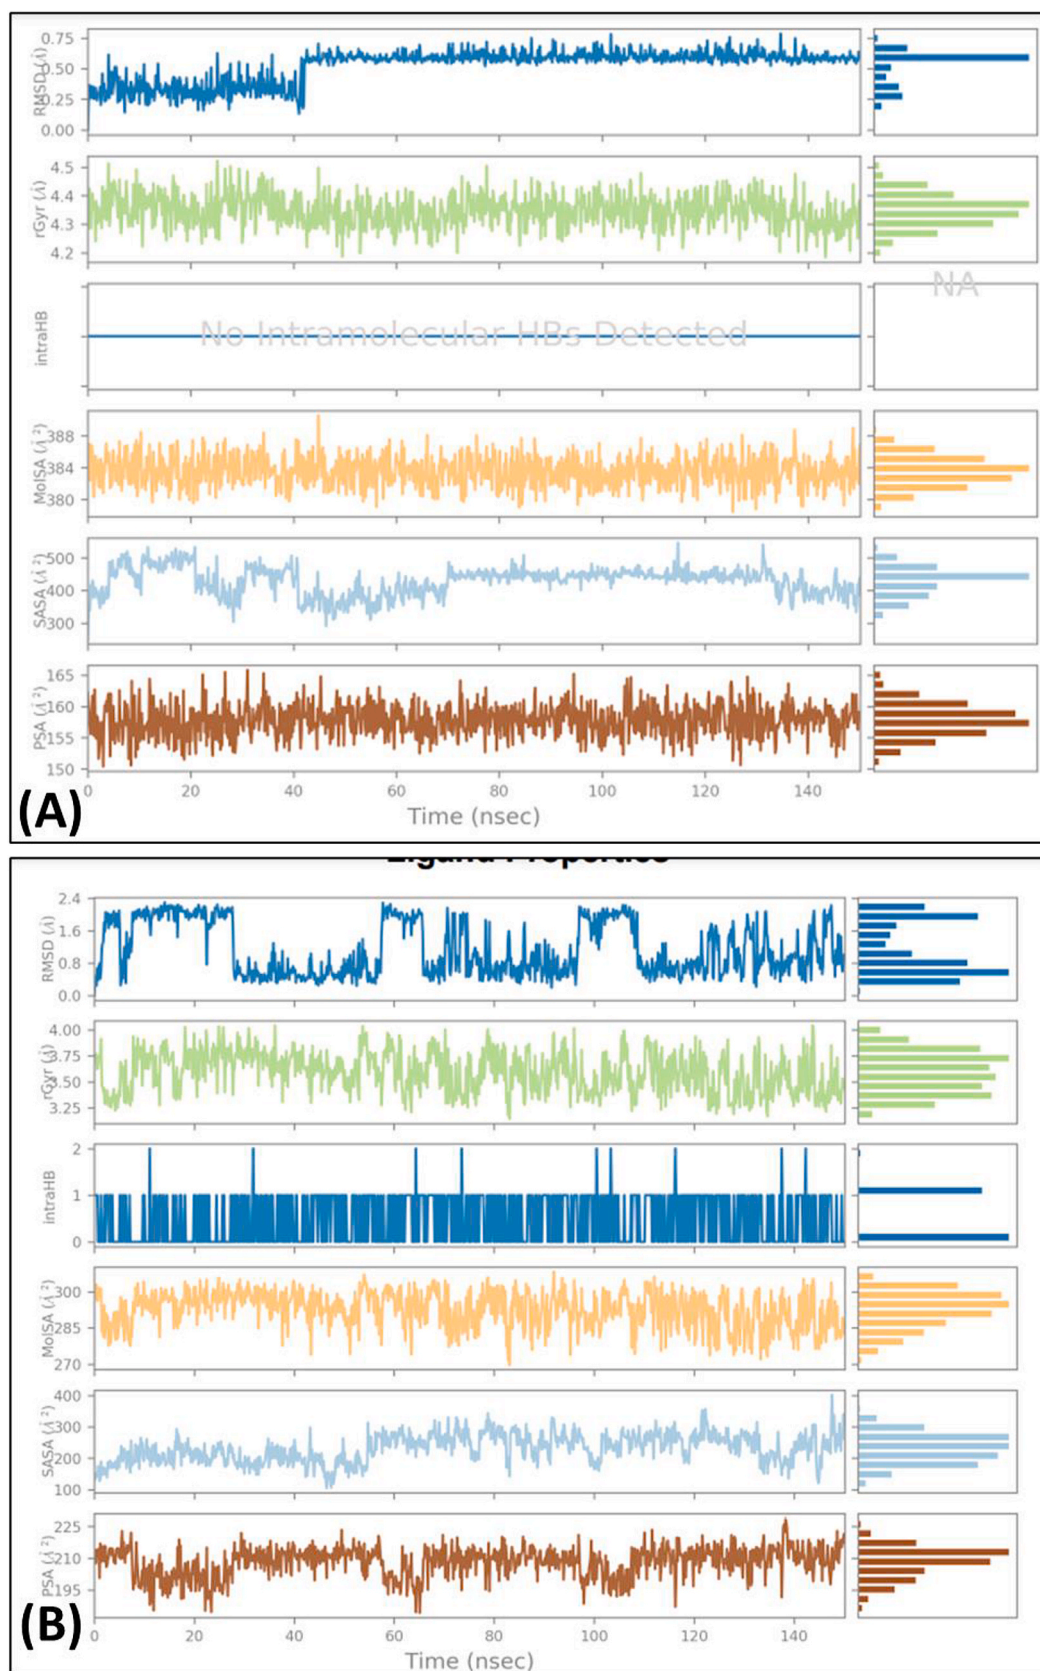 0.75
0.50
0.25
0.00
RMSD (Å)
4.5
4.4
4.3
4.2
rGyr (Å)
No Intramolecular HBs Detected
NA
intraHB
388
384
380
MolSA (Å²)
500
400
300
SASA (Å²)
165
160
155
150
PSA (Å²)
0 20 40 60 80 100 120 140
Time (nsec)
(A)
Ligand Properties
2.4
1.6
0.8
0.0
RMSD (Å)
4.00
3.75
3.50
3.25
rGyr (Å)
2
1
0
intraHB
300
285
270
MolSA (Å²)
400
300
200
100
SASA (Å²)
225
210
195
PSA (Å²)
0 20 40 60 80 100 120 140
Time (nsec)
(B)